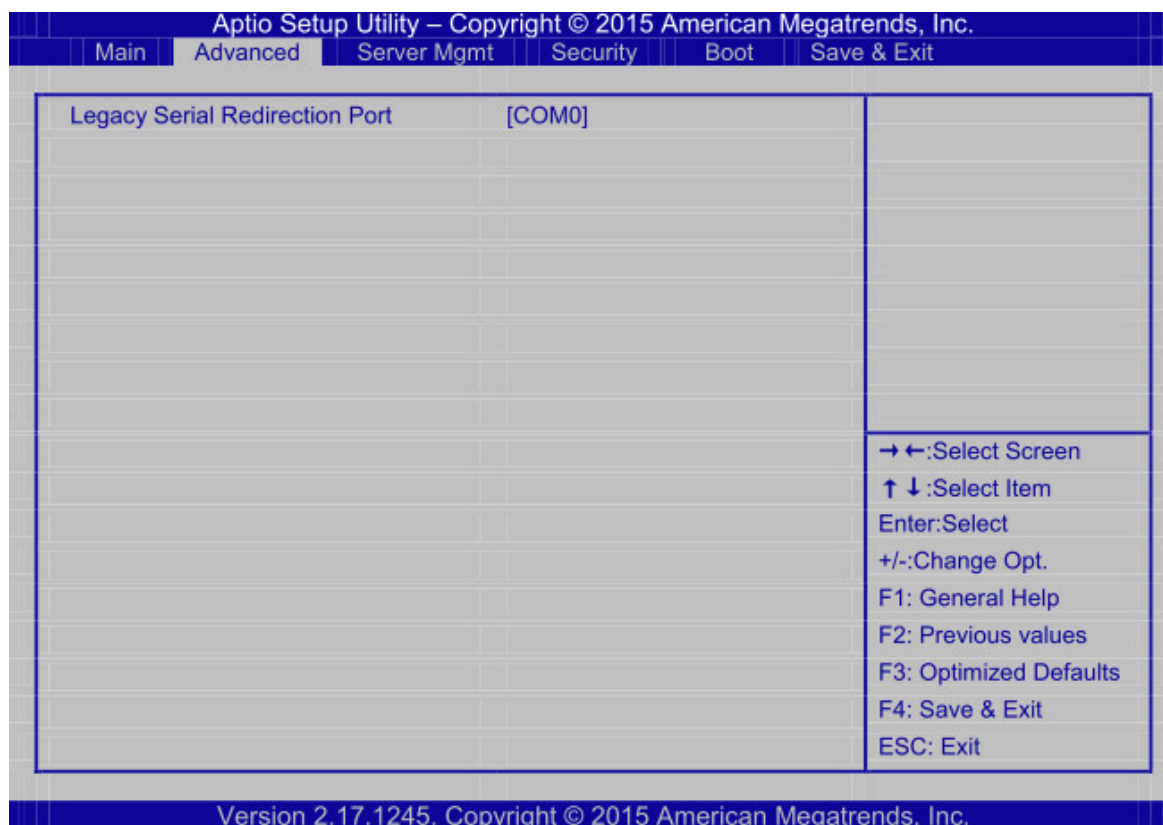 Aptio Setup Utility – Copyright © 2015 American Megatrends, Inc.
Main Advanced Server Mgmt Security Boot Save & Exit
Legacy Serial Redirection Port [COM0]
→←:Select Screen
↑↓:Select Item
Enter:Select
+/-:Change Opt.
F1: General Help
F2: Previous values
F3: Optimized Defaults
F4: Save & Exit
ESC: Exit
Version 2.17.1245. Copyright © 2015 American Megatrends, Inc.